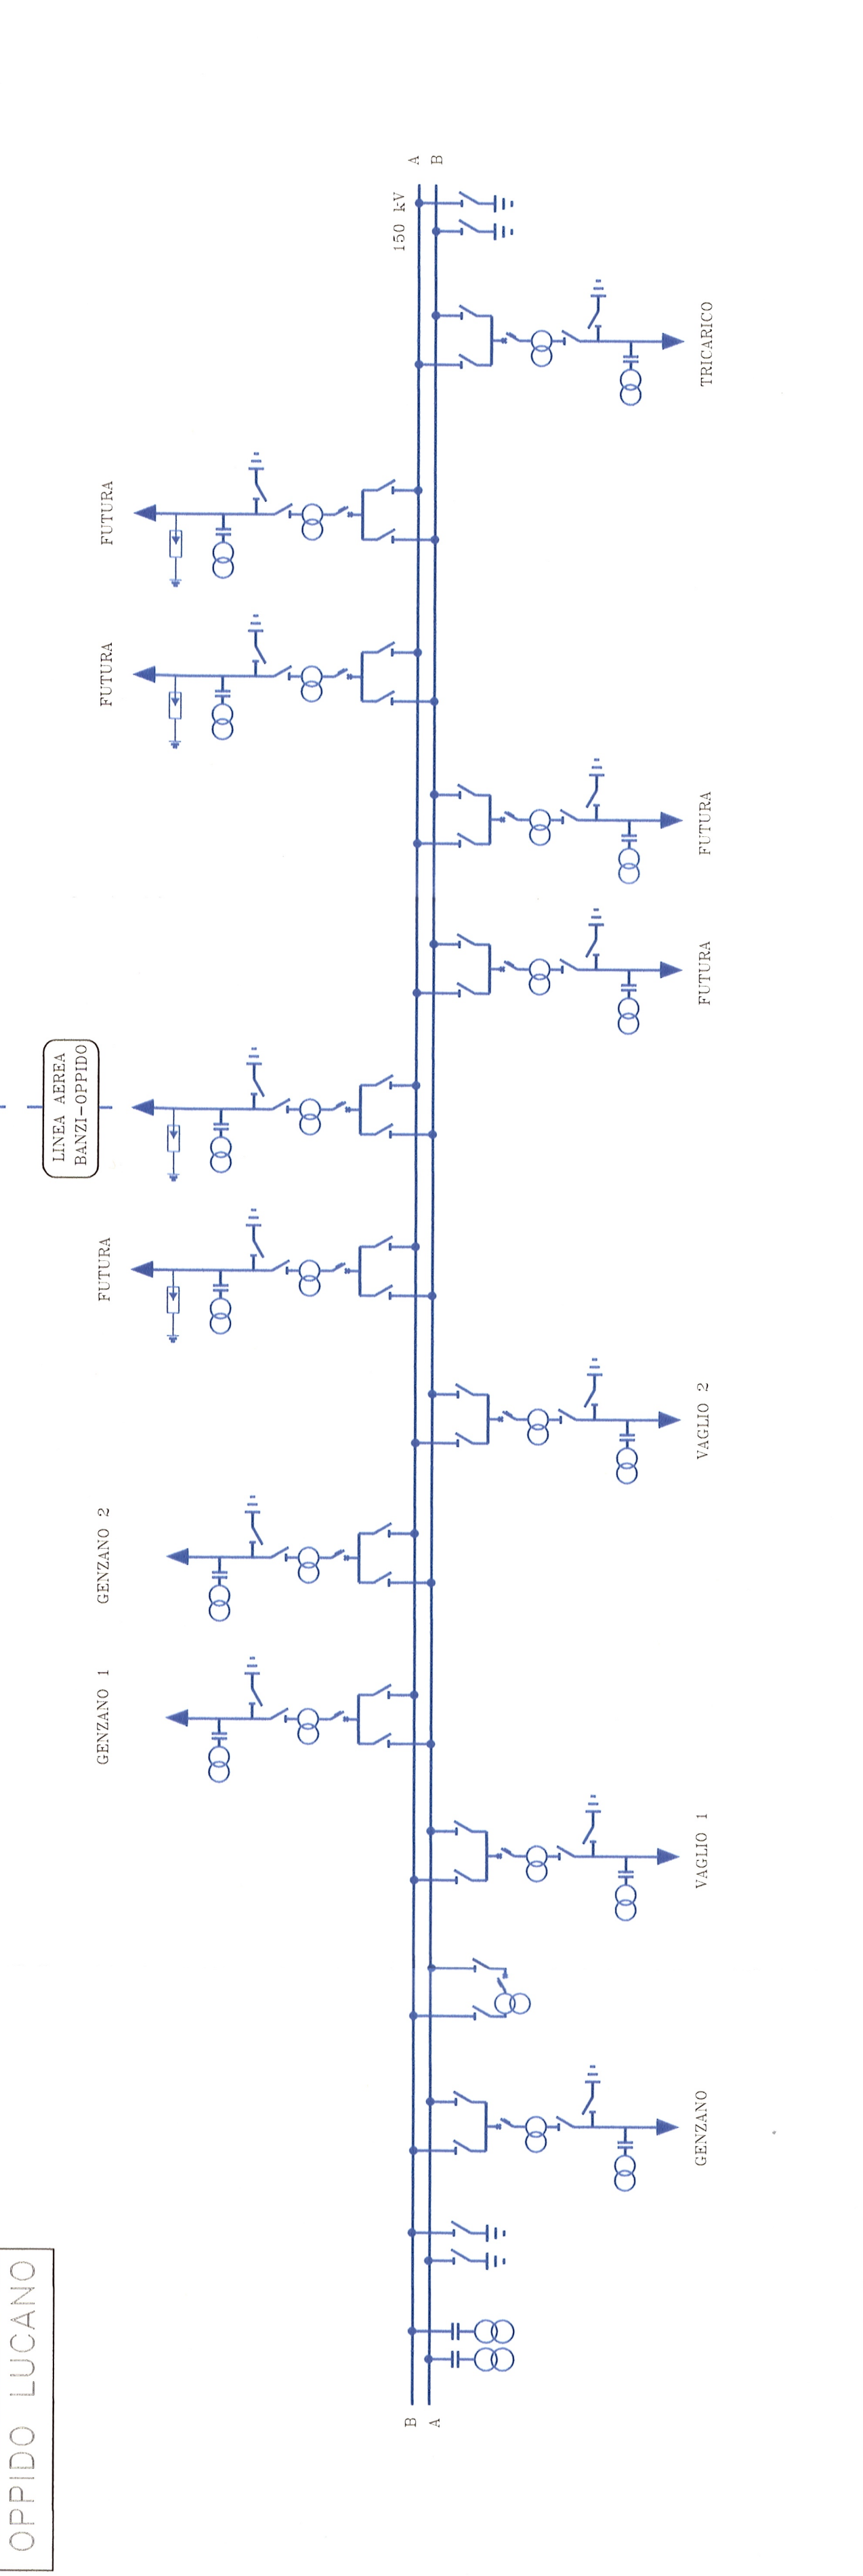 OPPIDO LUCANO
GENZANO 1
GENZANO 2
FUTURA
LINEA AEREA
BANZI-OPPIDO
FUTURA
FUTURA
150 kV
B
A
A
B
GENZANO
VAGLIO 1
VAGLIO 2
FUTURA
FUTURA
TRICARICO